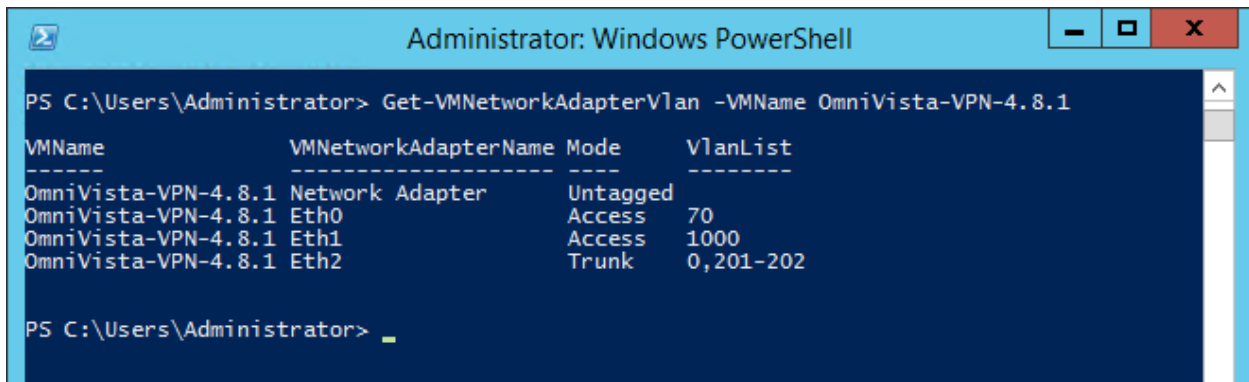 Administrator: Windows PowerShell
PS C:\Users\Administrator> Get-VMNetworkAdapterVlan -VMName OmniVista-VPN-4.8.1
VMName VMNetworkAdapterName Mode VlanList
------ -------------------- ---- --------
OmniVista-VPN-4.8.1 Network Adapter Untagged
OmniVista-VPN-4.8.1 Eth0 Access 70
OmniVista-VPN-4.8.1 Eth1 Access 1000
OmniVista-VPN-4.8.1 Eth2 Trunk 0,201-202
PS C:\Users\Administrator>